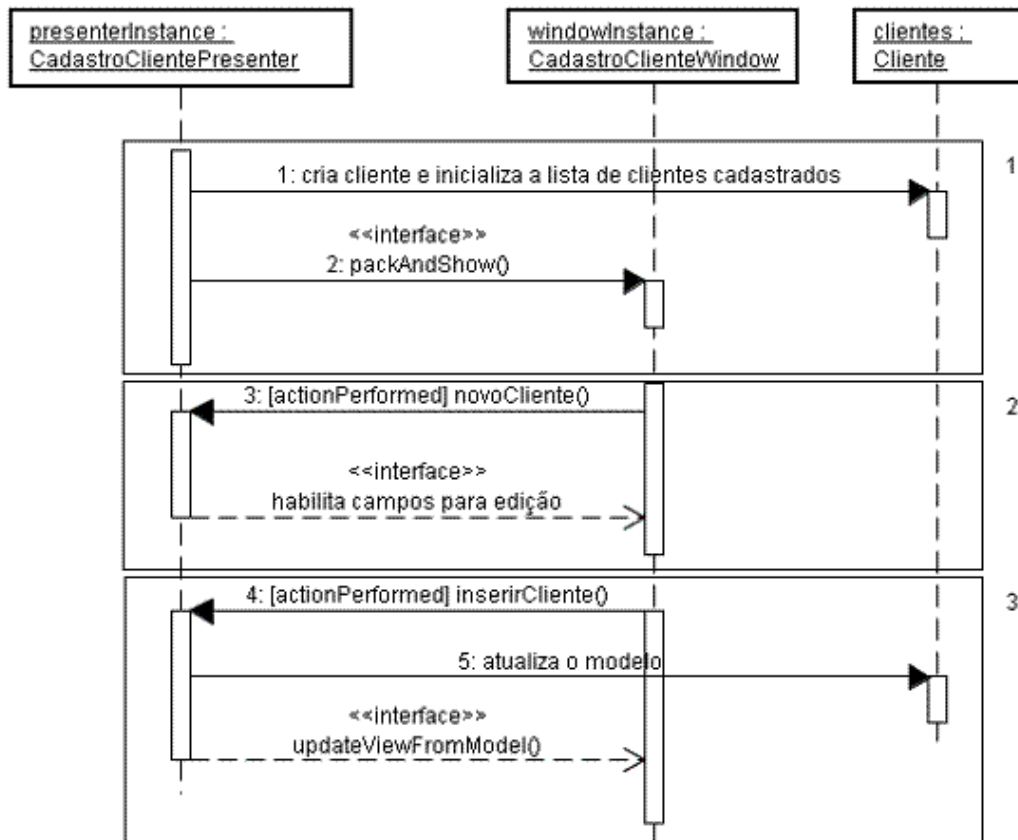 presenterInstance :
CadastroClientePresenter
windowInstance :
CadastroClienteWindow
clientes :
Cliente
1
1: cria cliente e inicializa a lista de clientes cadastrados
<<interface>>
2: packAndShow()
2
3: [actionPerformed] novoCliente()
<<interface>>
habilita campos para edição
3
4: [actionPerformed] inserirCliente()
5: atualiza o modelo
<<interface>>
updateViewFromModel()